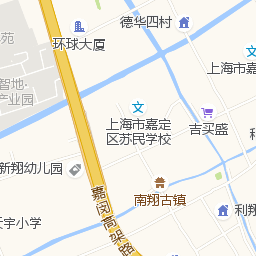 德华四村
苑
环球大厦
上海市嘉
智地·
产业园
上海市嘉定
区苏民学校
吉买盛
新翔幼儿园
嘉闵高架路
南翔古镇
利翔
天宇小学